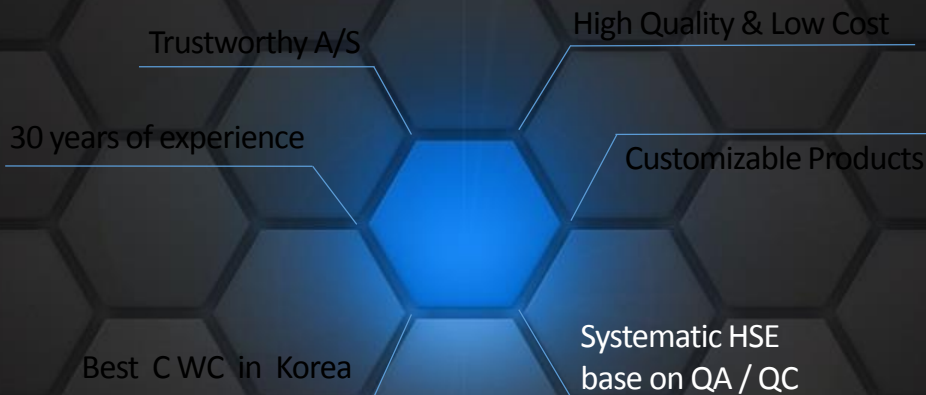 Trustworthy A/S
High Quality & Low Cost
30 years of experience
Customizable Products
Best C WC in Korea
Systematic HSE
base on QA / QC